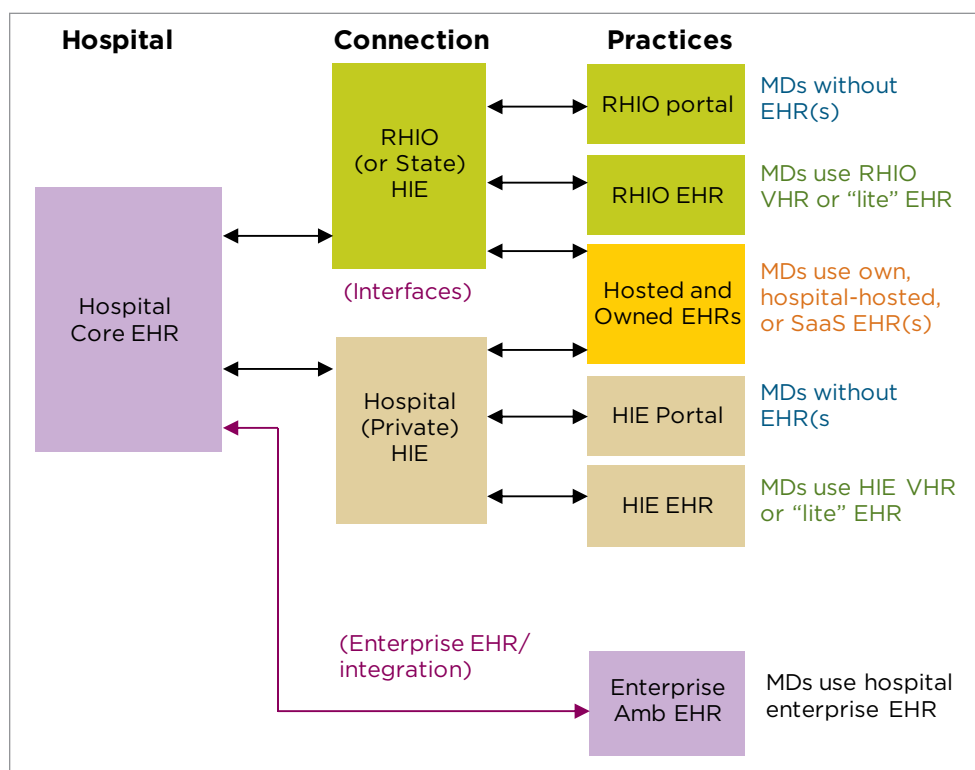 Hospital
Connection
Practices
RHIO
(or State)
HIE
RHIO portal
MDs without
EHR(s)
RHIO EHR
MDs use RHIO
VHR or “lite” EHR
Hospital
Core EHR
(Interfaces)
Hosted and
Owned EHRs
MDs use own,
hospital-hosted,
or SaaS EHR(s)
Hospital
(Private)
HIE
HIE Portal
MDs without
EHR(s
HIE EHR
MDs use HIE VHR
or “lite” EHR
(Enterprise EHR/
integration)
Enterprise
Amb EHR
MDs use hospital
enterprise EHR